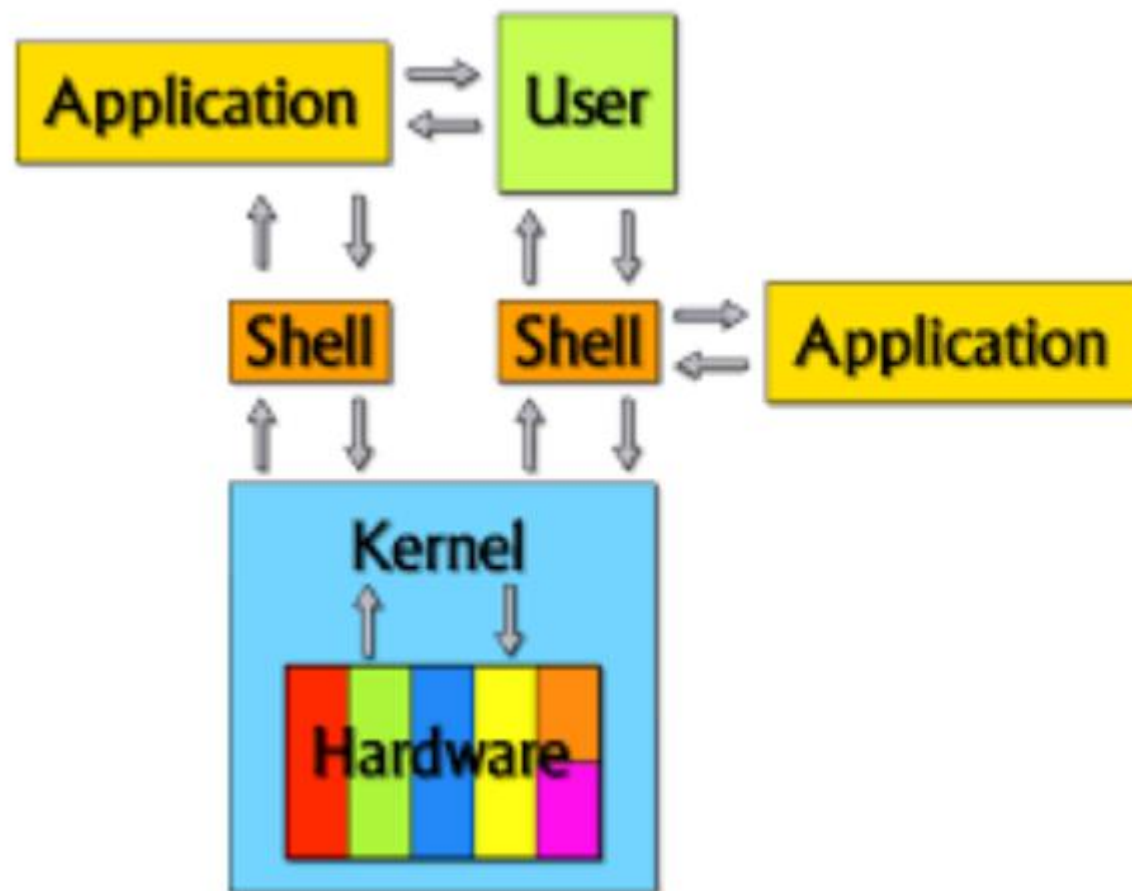 Application
User
Shell
Shell
Application
Kernel
Hardware